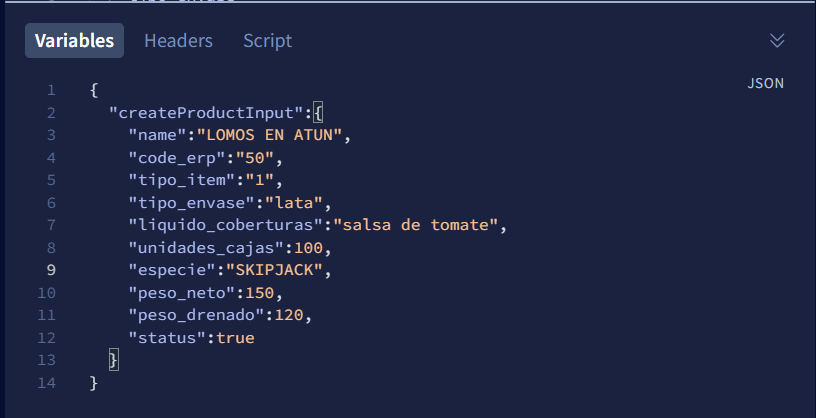 Variables Headers Script
JSON
1 {
2 "createProductInput":{
3 "name":"LOMOS EN ATUN",
4 "code_erp":"50",
5 "tipo_item":"1",
6 "tipo_envase":"lata",
7 "liquido_coberturas":"salsa de tomate",
8 "unidades_cajas":100,
9 "especie":"SKIPJACK",
10 "peso_neto":150,
11 "peso_drenado":120,
12 "status":true
13 }
14 }